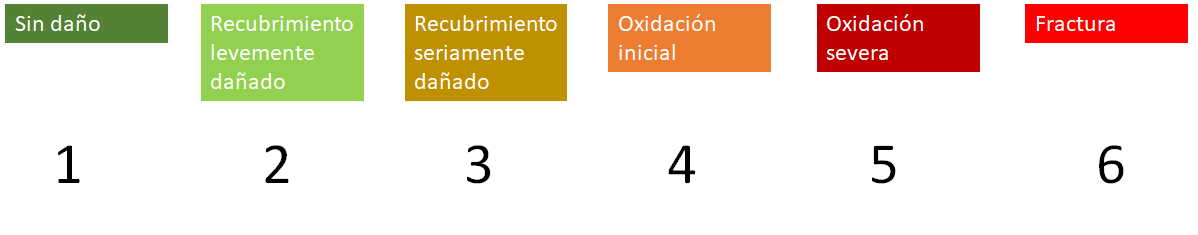 Sin daño
Recubrimiento
levemente
dañado
Recubrimiento
seriamente
dañado
Oxidación
inicial
Oxidación
severa
Fractura
1
2
3
4
5
6